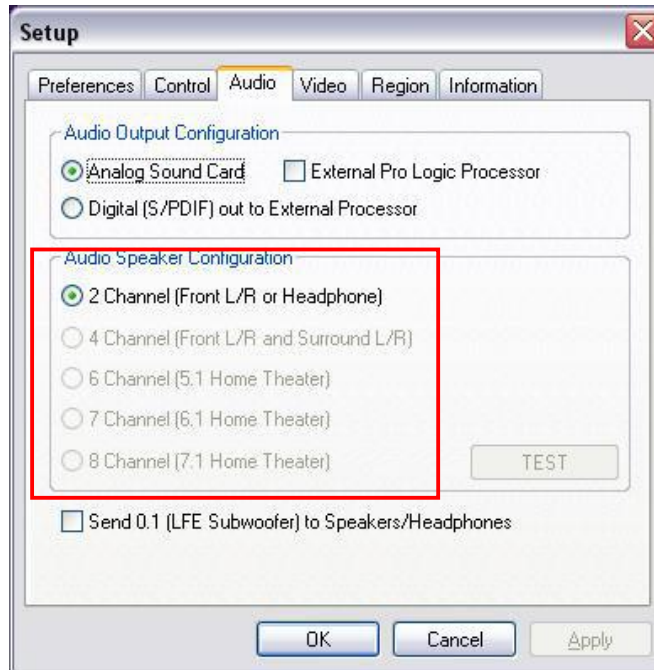 Setup
Preferences Control Audio Video Region Information
Audio Output Configuration
Analog Sound Card External Pro Logic Processor
Digital (S/PDIF) out to External Processor
Audio Speaker Configuration
2 Channel (Front L/R or Headphone)
4 Channel (Front L/R and Surround L/R)
6 Channel (5.1 Home Theater)
7 Channel (6.1 Home Theater)
8 Channel (7.1 Home Theater) TEST
Send 0.1 (LFE Subwoofer) to Speakers/Headphones
OK Cancel Apply